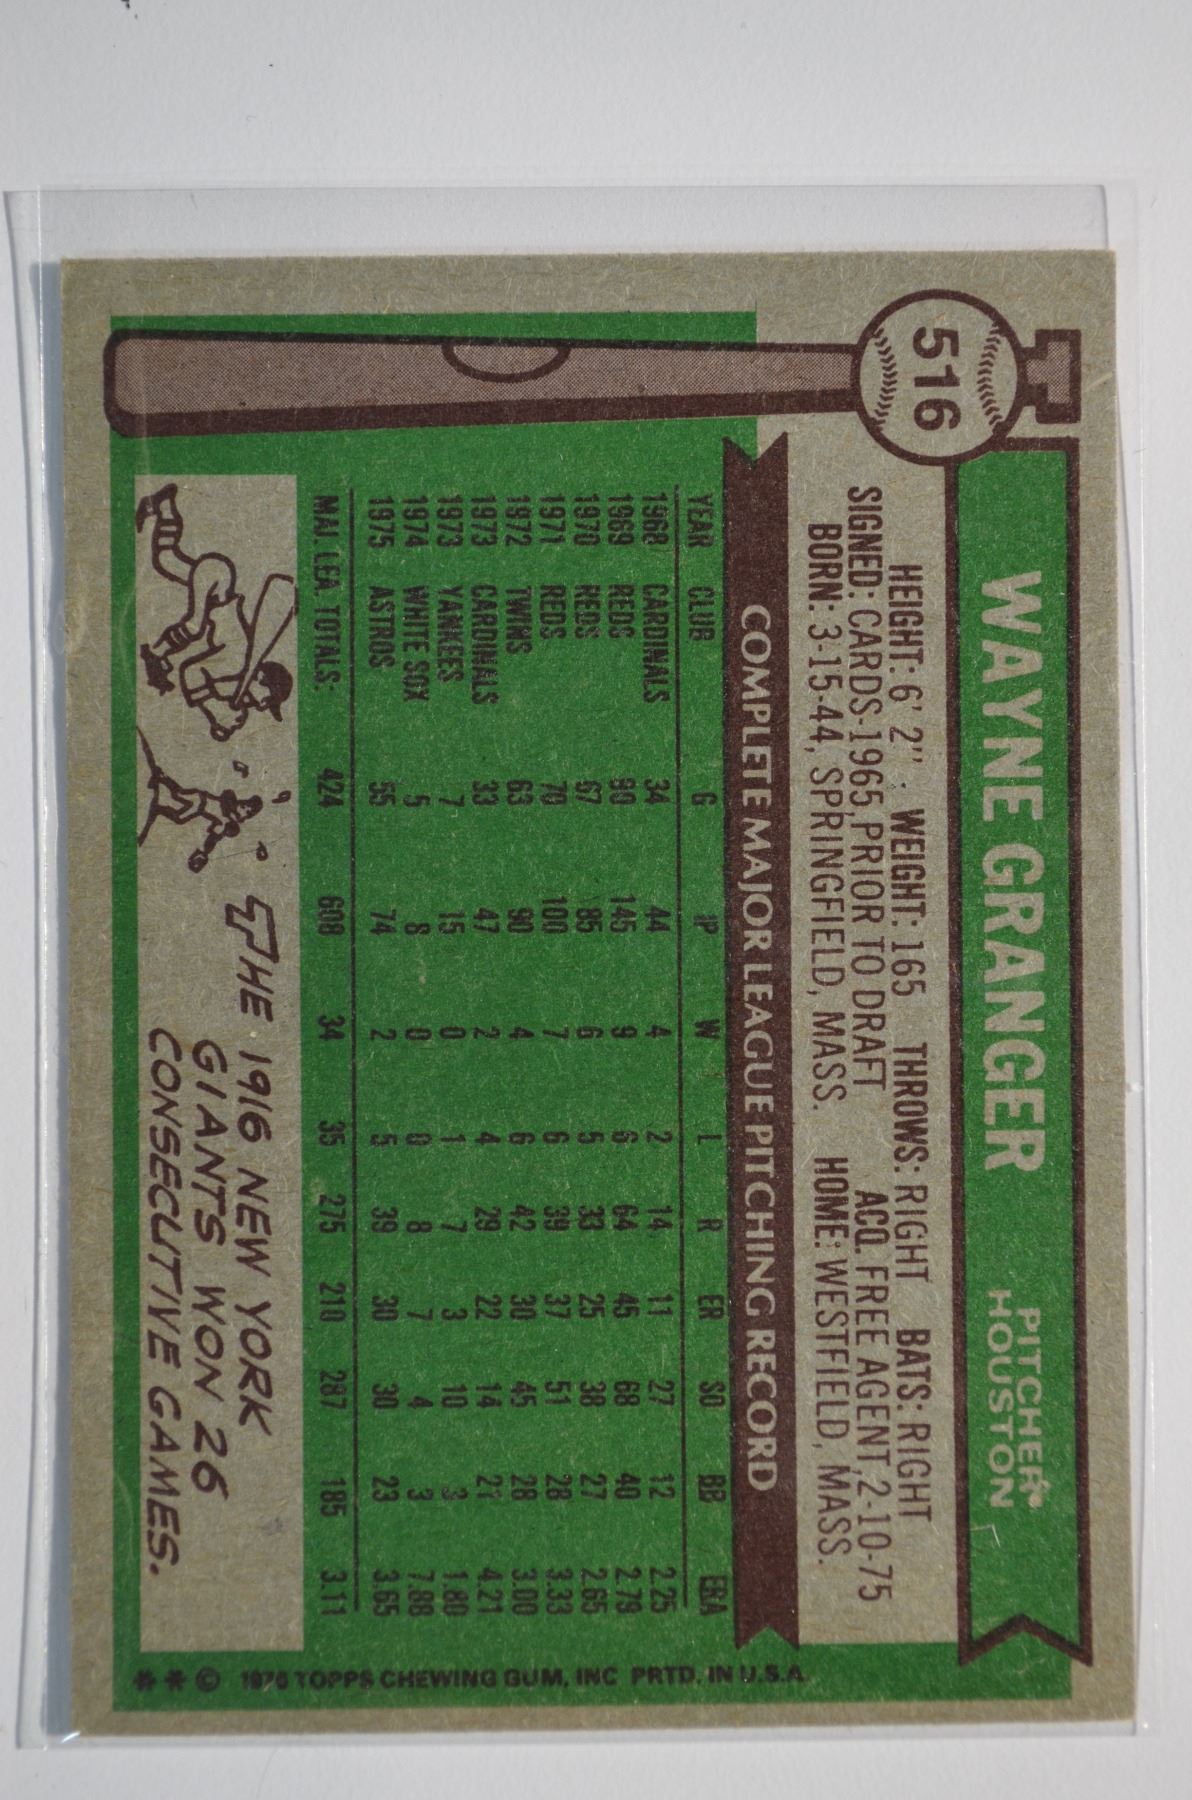 516
WAYNE GRANGER
PITCHER
HOUSTON
HEIGHT: 6' 2" WEIGHT: 165 THROWS: RIGHT BATS: RIGHT
SIGNED: CARDS-1965,PRIOR TO DRAFT ACQ. FREE AGENT,2-10-75
BORN: 3-15-44, SPRINGFIELD, MASS. HOME: WESTFIELD, MASS.
COMPLETE MAJOR LEAGUE PITCHING RECORD
YEAR CLUB G IP W L R ER SO BB ERA
1968 CARDINALS 34 44 4 2 14 11 27 12 2.25
1969 REDS 90 145 9 6 64 45 68 40 2.79
1970 REDS 67 85 6 5 33 25 38 27 2.65
1971 REDS 70 100 7 6 39 37 51 28 3.33
1972 TWINS 63 90 4 6 42 30 45 28 3.00
1973 CARDINALS 33 47 2 4 29 22 14 21 4.21
1973 YANKEES 7 15 0 1 7 3 10 3 1.80
1974 WHITE SOX 5 8 0 0 8 7 4 3 7.88
1975 ASTROS 55 74 2 5 39 30 30 23 3.65
MAJ. LEA. TOTALS: 424 608 34 35 275 210 287 185 3.11
THE 1916 NEW YORK
GIANTS WON 26
CONSECUTIVE GAMES.
** © 1976 TOPPS CHEWING GUM, INC PRTD. IN U.S.A.